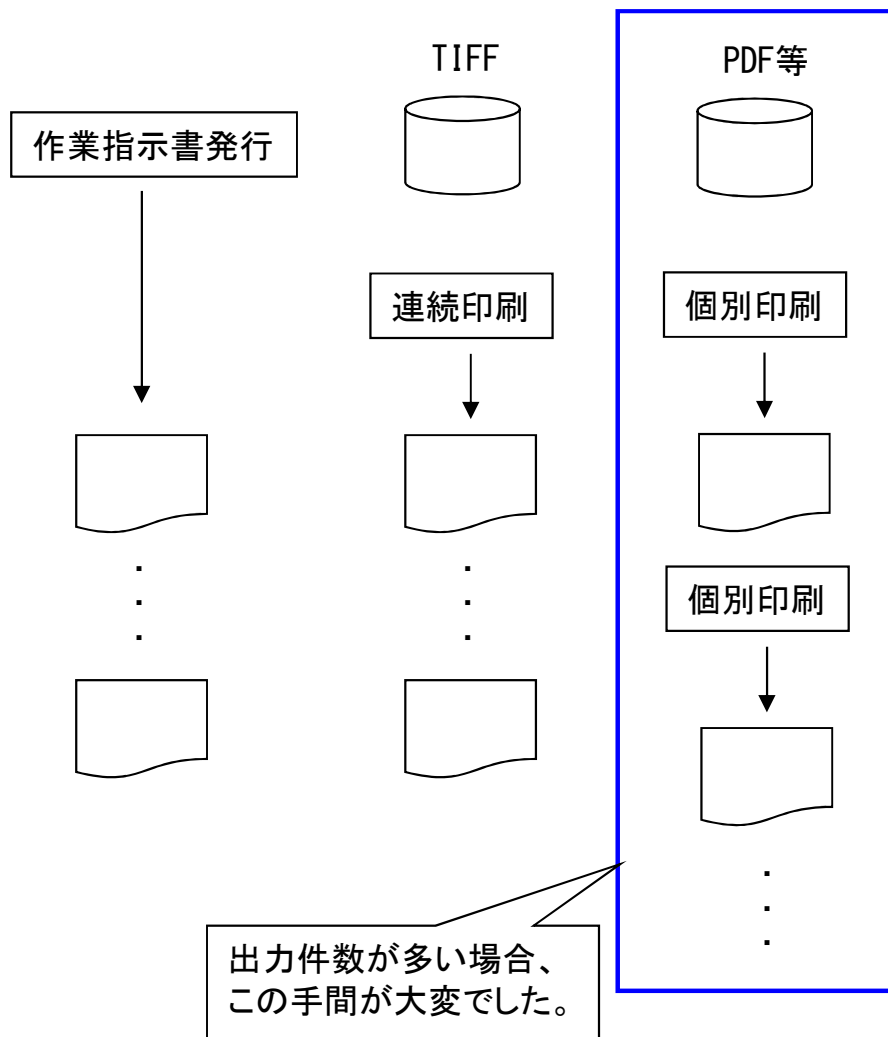 TIFF
PDF等
作業指示書発行
連続印刷
個別印刷
個別印刷
出力件数が多い場合、
この手間が大変でした。